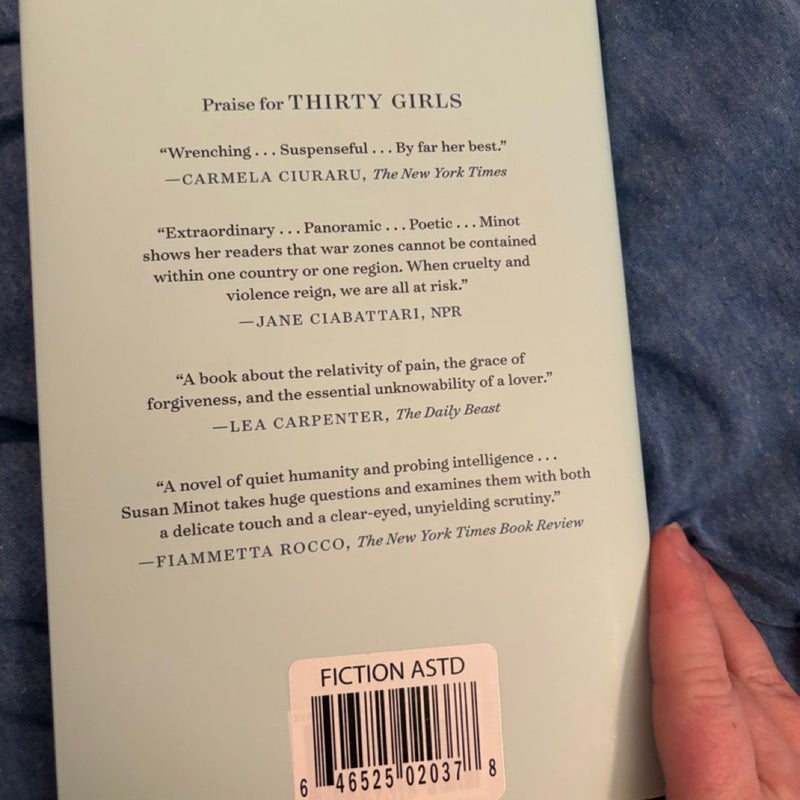 Praise for THIRTY GIRLS
“Wrenching . . . Suspenseful . . . By far her best.”
—CARMELA CIURARU, The New York Times
“Extraordinary . . . Panoramic . . . Poetic . . . Minot
shows her readers that war zones cannot be contained
within one country or one region. When cruelty and
violence reign, we are all at risk.”
—JANE CIABATTARI, NPR
“A book about the relativity of pain, the grace of
forgiveness, and the essential unknowability of a lover.”
—LEA CARPENTER, The Daily Beast
“A novel of quiet humanity and probing intelligence . . .
Susan Minot takes huge questions and examines them with both
a delicate touch and a clear-eyed, unyielding scrutiny.”
—FIAMMETTA ROCCO, The New York Times Book Review
FICTION ASTD
6 46525 02037 8